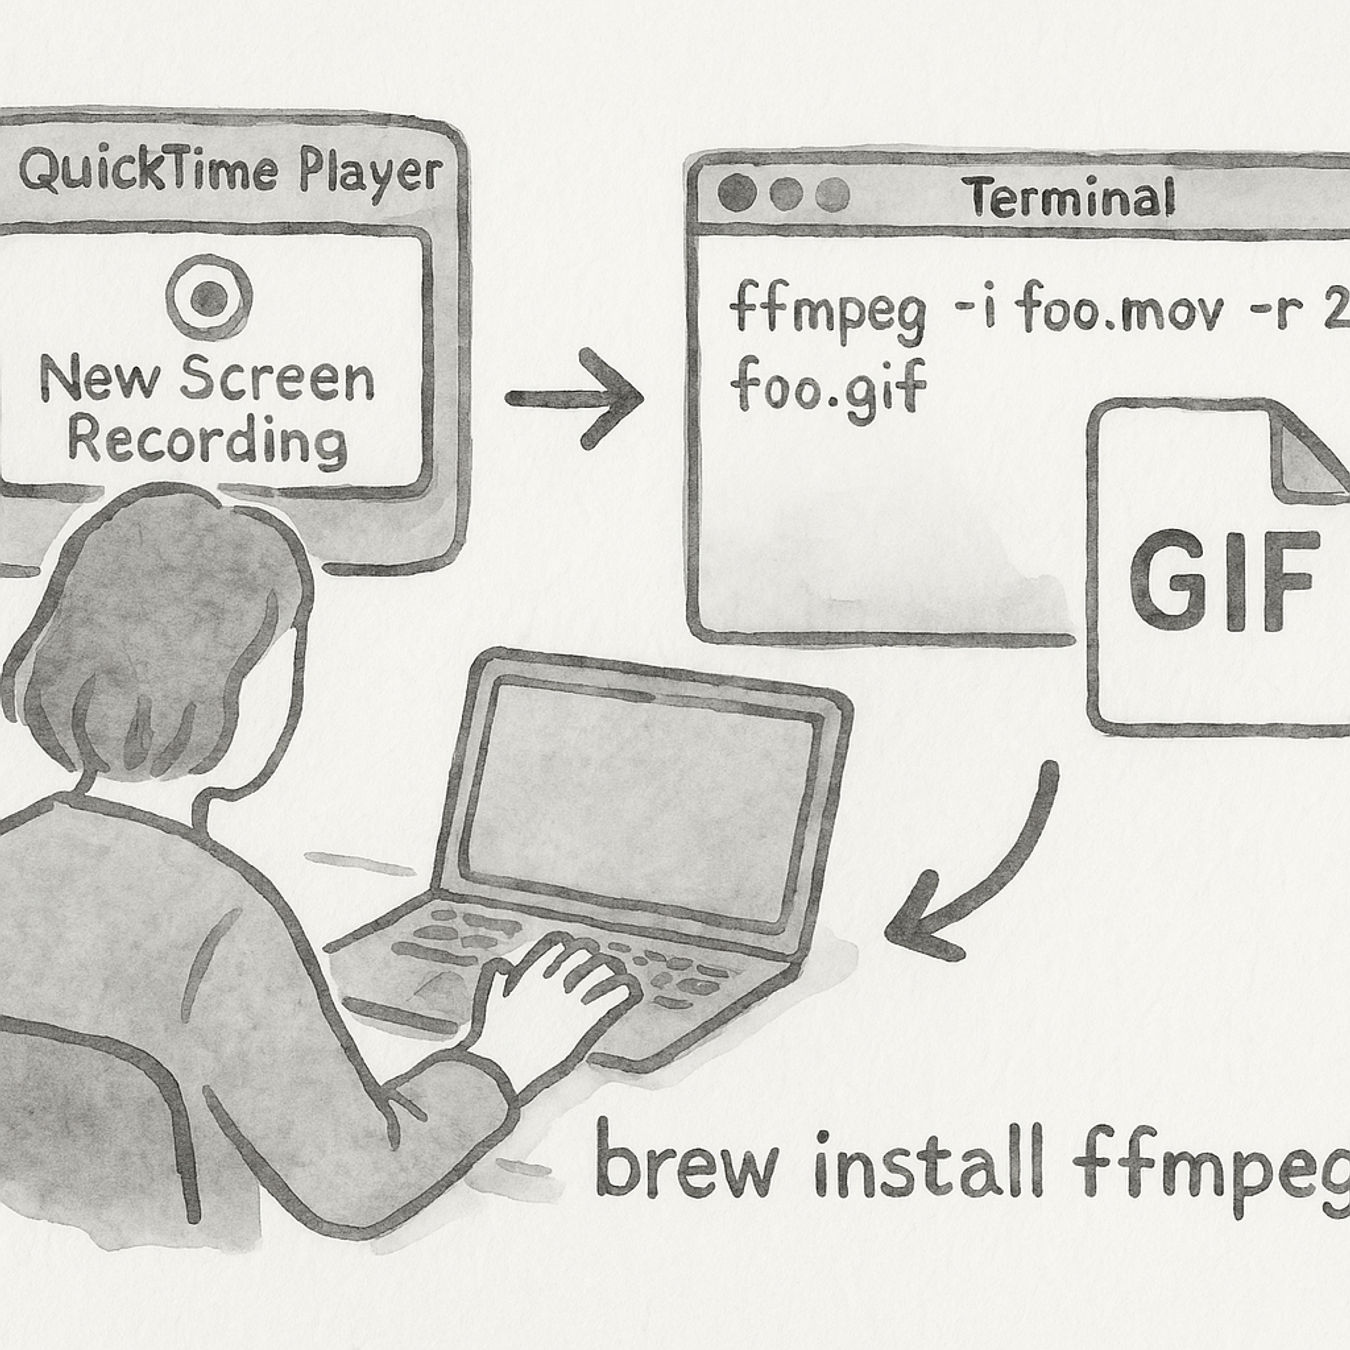 QuickTime Player
New Screen
Recording
Terminal
ffmpeg -i foo.mov -r 2
foo.gif
GIF
brew install ffmpeg